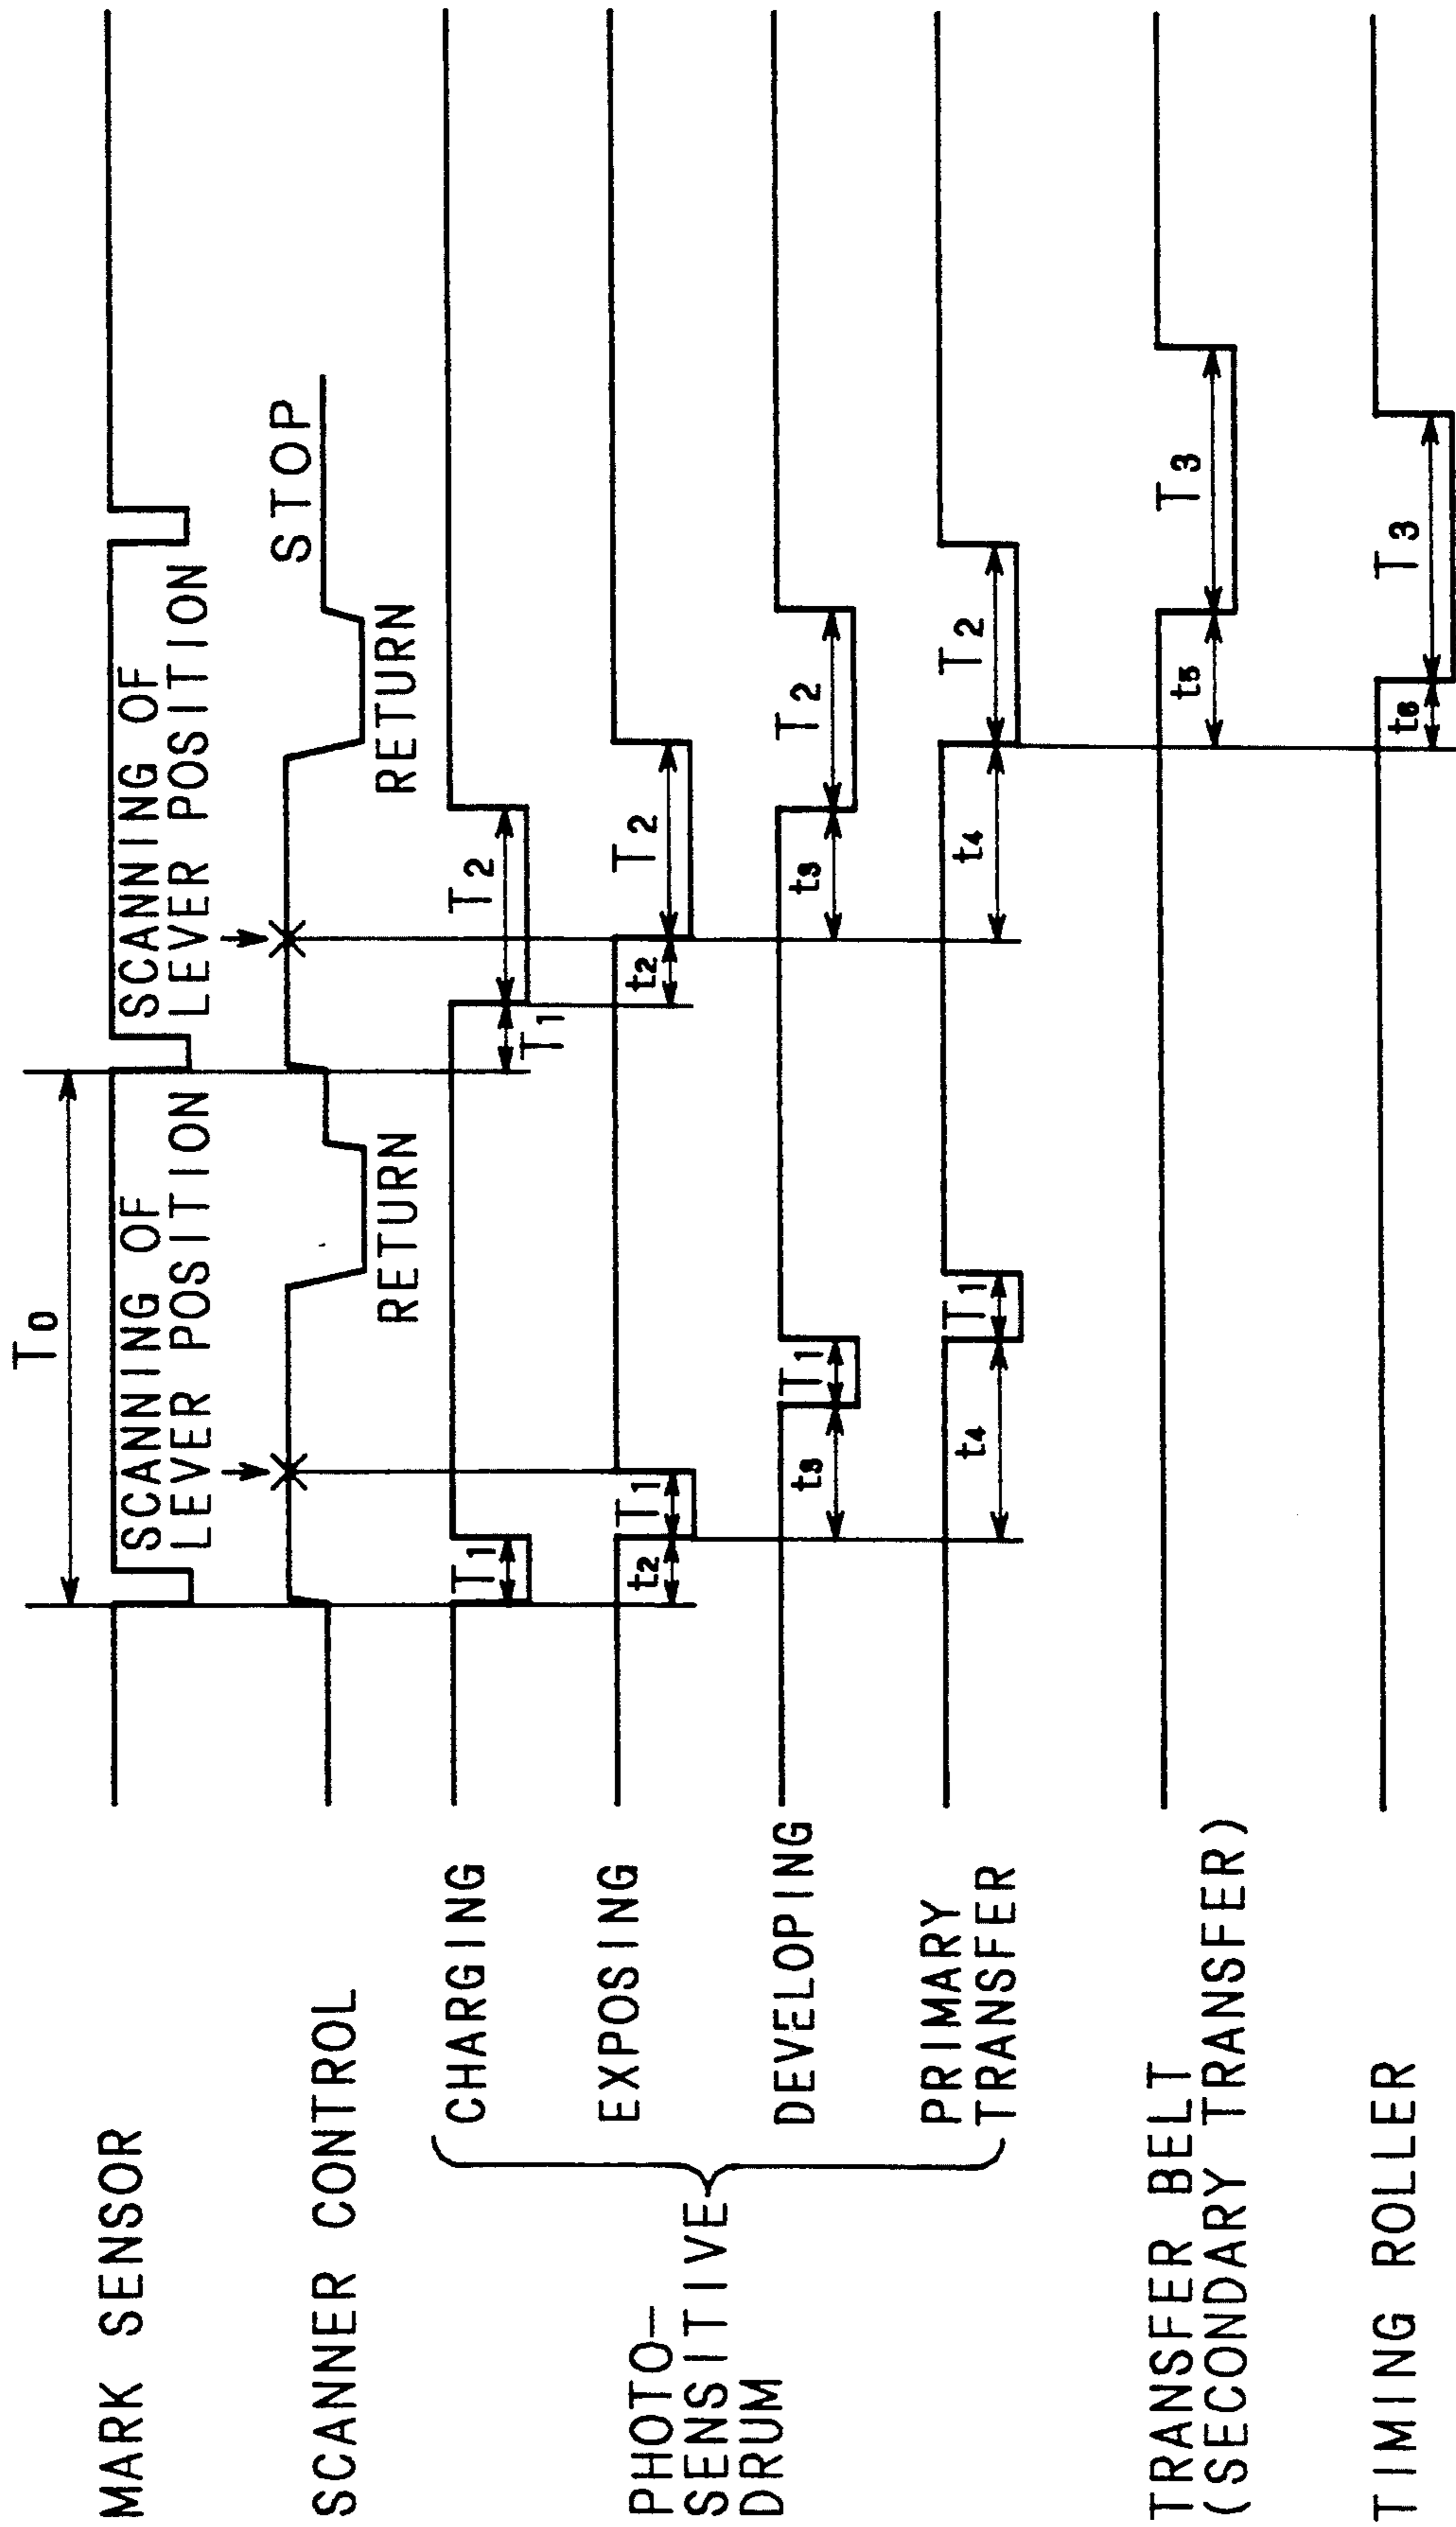 MARK SENSOR
T0
SCANNING OF
LEVER POSITION
SCANNING OF
LEVER POSITION
SCANNER CONTROL
RETURN
RETURN
STOP
PHOTO-
SENSITIVE
DRUM
CHARGING
T1
T1
T2
EXPOSING
t2
T1
t2
T2
DEVELOPING
t3
T1
t3
T2
PRIMARY
TRANSFER
t4
T1
t4
T2
TRANSFER BELT
(SECONDARY TRANSFER)
t5
T3
TIMING ROLLER
t6
T3